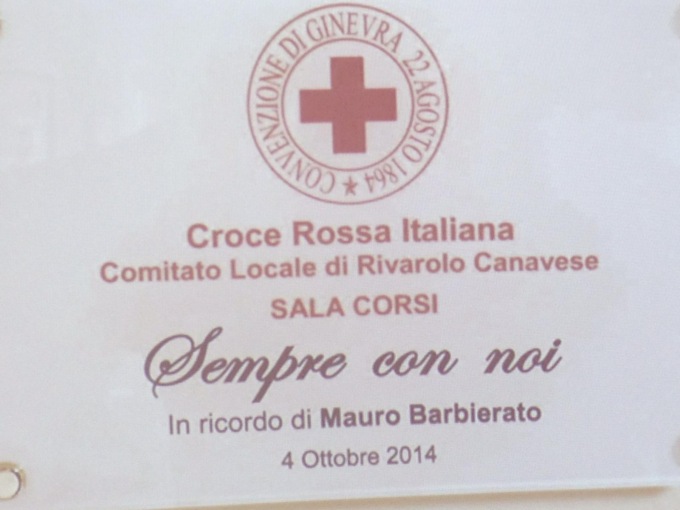 CONVENZIONE DI GINEVRA 22 AGOSTO 1864
Croce Rossa Italiana
Comitato Locale di Rivarolo Canavese
SALA CORSI
Sempre con noi
In ricordo di Mauro Barbierato
4 Ottobre 2014